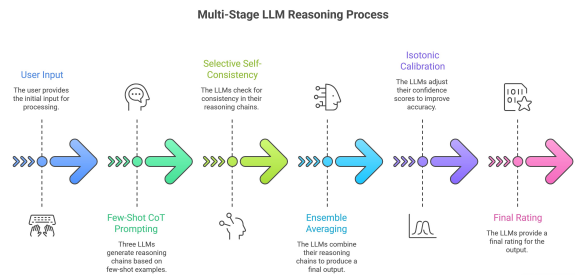 Multi-Stage LLM Reasoning Process
User Input
The user provides
the initial input for
processing.
Few-Shot CoT
Prompting
Three LLMs
generate reasoning
chains based on
few-shot examples.
Selective Self-
Consistency
The LLMs check for
consistency in their
reasoning chains.
Ensemble
Averaging
The LLMs combine
their reasoning
chains to produce a
final output.
Isotonic
Calibration
The LLMs adjust
their confidence
scores to improve
accuracy.
Final Rating
The LLMs provide a
final rating for the
output.